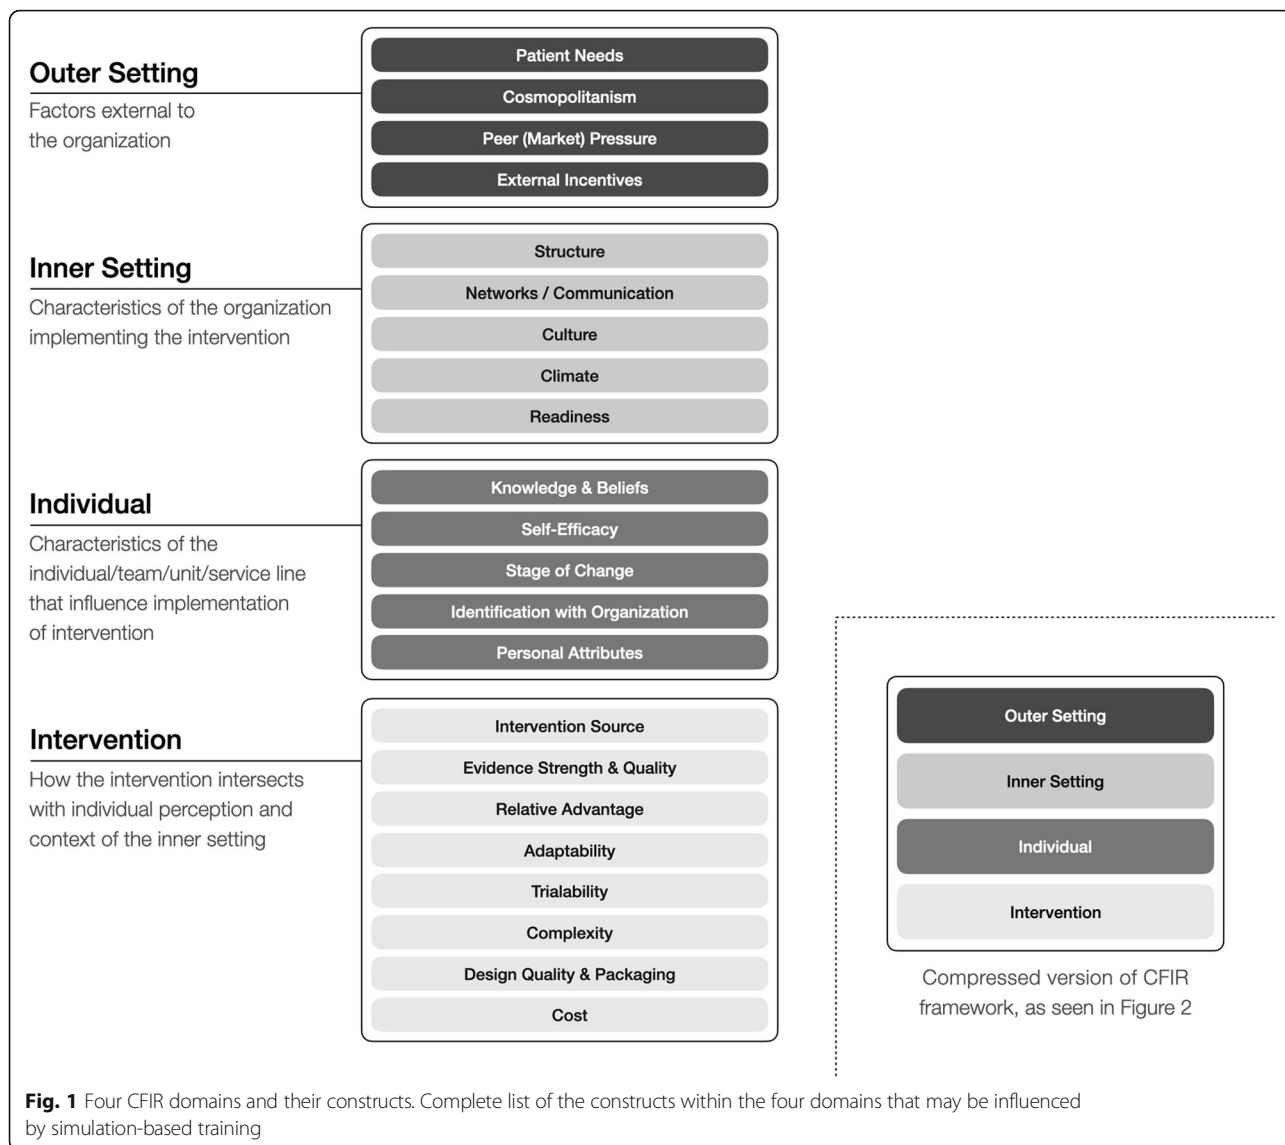 Outer Setting
Factors external to
the organization
Patient Needs
Cosmopolitanism
Peer (Market) Pressure
External Incentives
Inner Setting
Characteristics of the organization
implementing the intervention
Structure
Networks / Communication
Culture
Climate
Readiness
Individual
Characteristics of the
individual/team/unit/service line
that influence implementation
of intervention
Knowledge & Beliefs
Self-Efficacy
Stage of Change
Identification with Organization
Personal Attributes
Intervention
How the intervention intersects
with individual perception and
context of the inner setting
Intervention Source
Evidence Strength & Quality
Relative Advantage
Adaptability
Trialability
Complexity
Design Quality & Packaging
Cost
Outer Setting
Inner Setting
Individual
Intervention
Compressed version of CFIR
framework, as seen in Figure 2
Fig. 1 Four CFIR domains and their constructs. Complete list of the constructs within the four domains that may be influenced
by simulation-based training